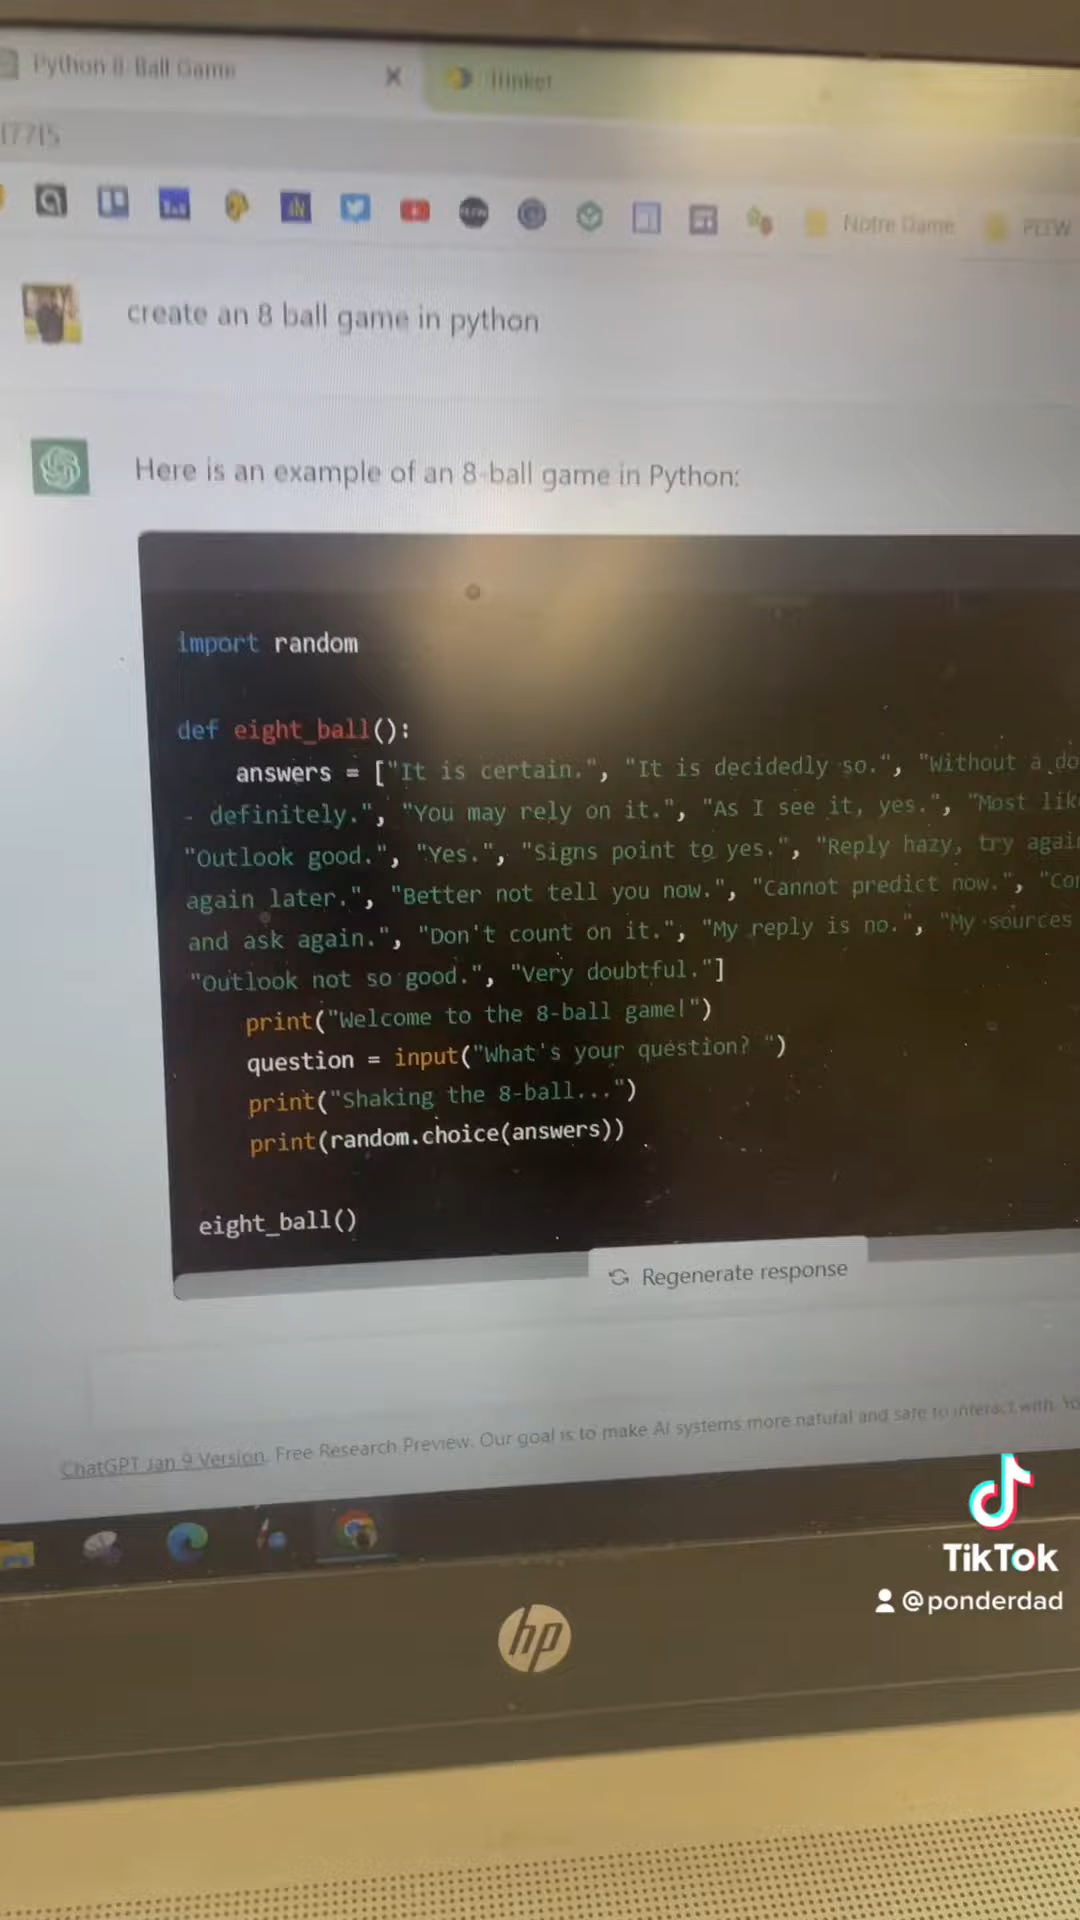 Python 8-Ball Game
Trinket
Notre Dame
PLTW
create an 8 ball game in python
Here is an example of an 8-ball game in Python:
import random
def eight_ball():
answers = ["It is certain.", "It is decidedly so.", "Without a do
- definitely.", "You may rely on it.", "As I see it, yes.", "Most lik
"Outlook good.", "Yes.", "Signs point to yes.", "Reply hazy, try agai
again later.", "Better not tell you now.", "Cannot predict now.", "Co
and ask again.", "Don't count on it.", "My reply is no.", "My sources
"Outlook not so good.", "Very doubtful."]
print("Welcome to the 8-ball game!")
question = input("What's your question? ")
print("Shaking the 8-ball...")
print(random.choice(answers))
eight_ball()
Regenerate response
ChatGPT Jan 9 Version. Free Research Preview. Our goal is to make AI systems more natural and safe to interact with. Yo
TikTok
@ponderdad
hp